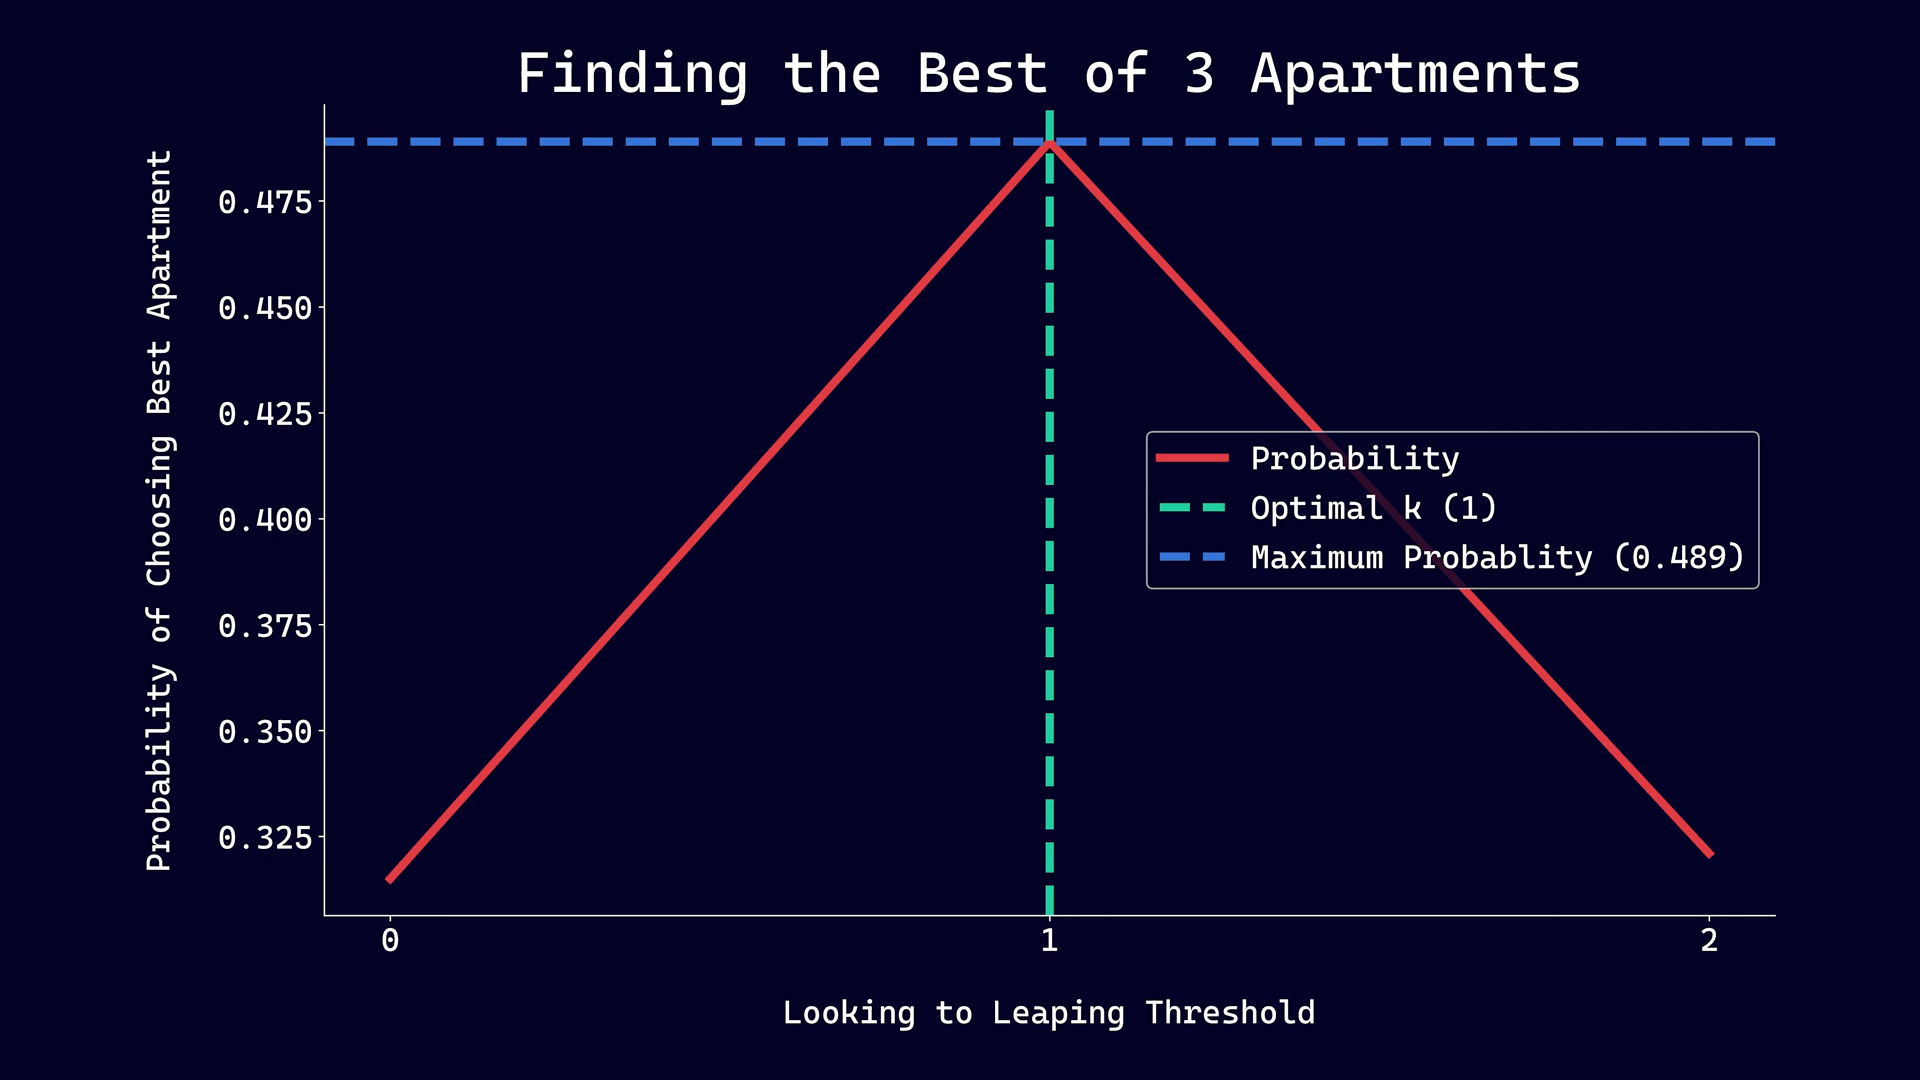 Finding the Best of 3 Apartments
Probability of Choosing Best Apartment
0.475
0.450
0.425
0.400
0.375
0.350
0.325
Probability
Optimal k (1)
Maximum Probablity (0.489)
0
1
2
Looking to Leaping Threshold